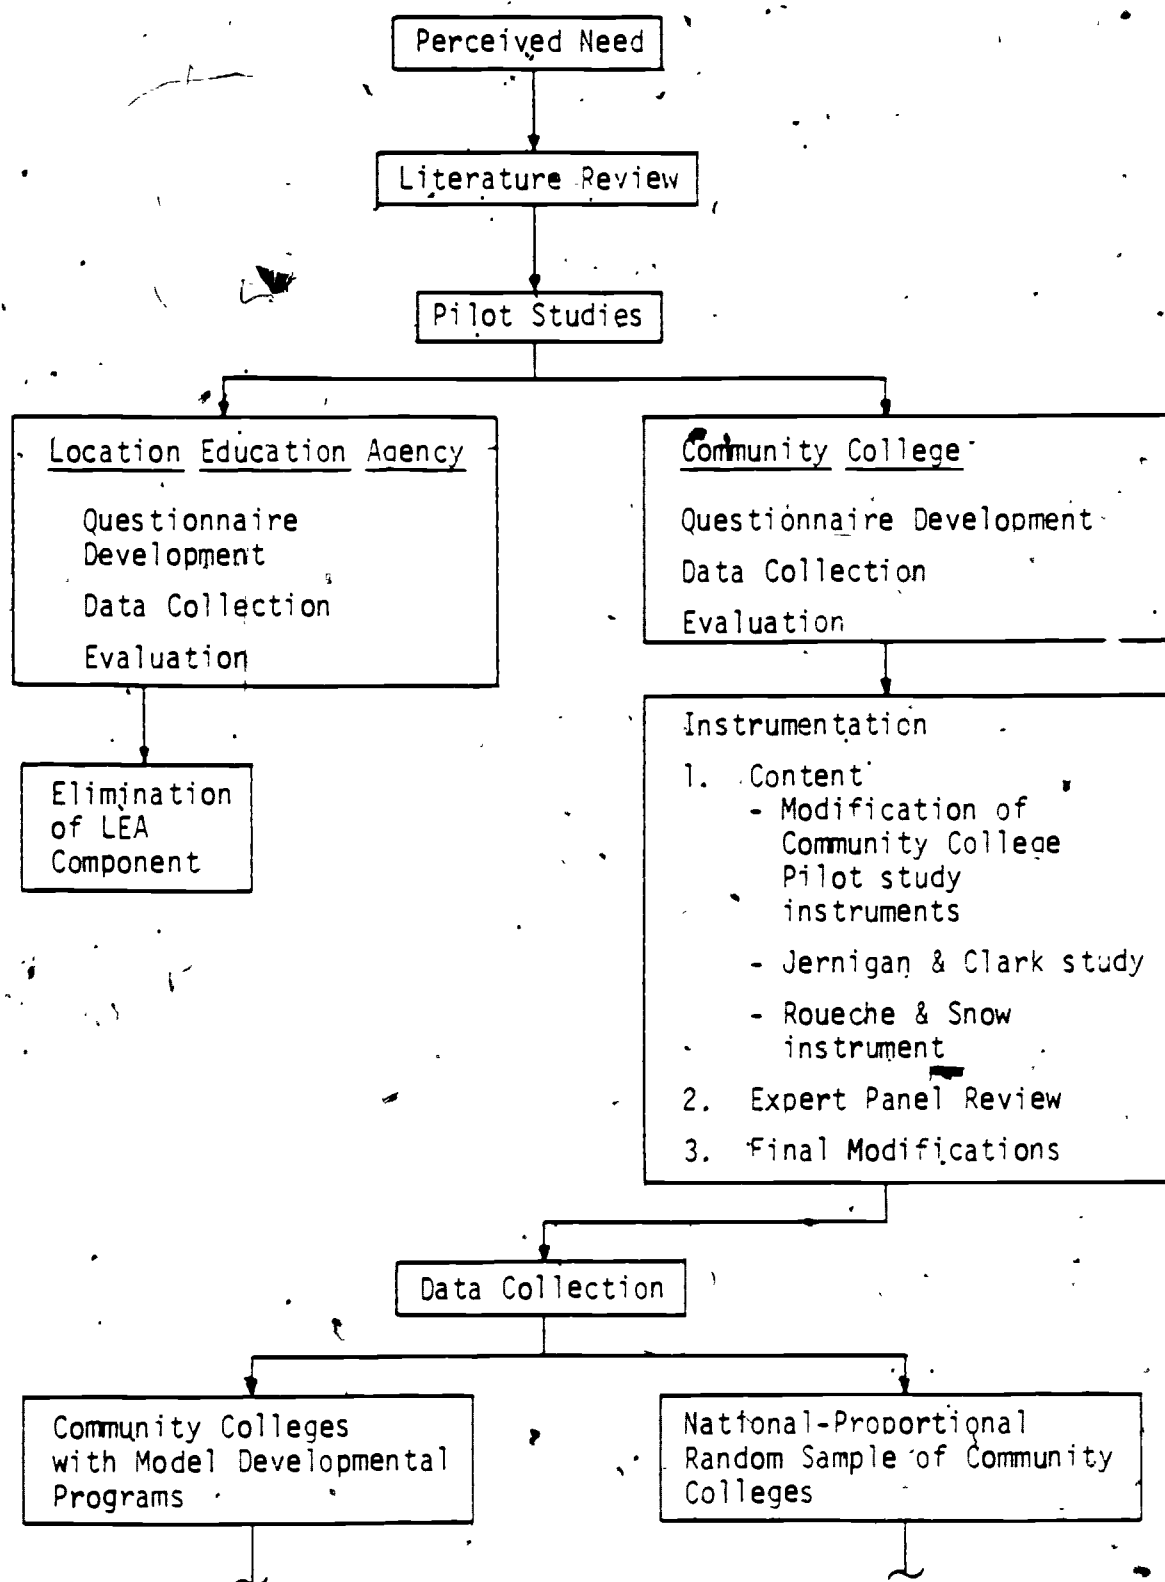 Perceived Need
Literature Review
Pilot Studies
Location Education Agency
Questionnaire
Development
Data Collection
Evaluation
Elimination
of LEA
Component
Community College
Questionnaire Development
Data Collection
Evaluation
Instrumentation
1. Content
- Modification of
Community College
Pilot study
instruments
- Jernigan & Clark study
- Roueche & Snow
instrument
2. Expert Panel Review
3. Final Modifications
Data Collection
Community Colleges
with Model Developmental
Programs
National-Proportional
Random Sample of Community
Colleges